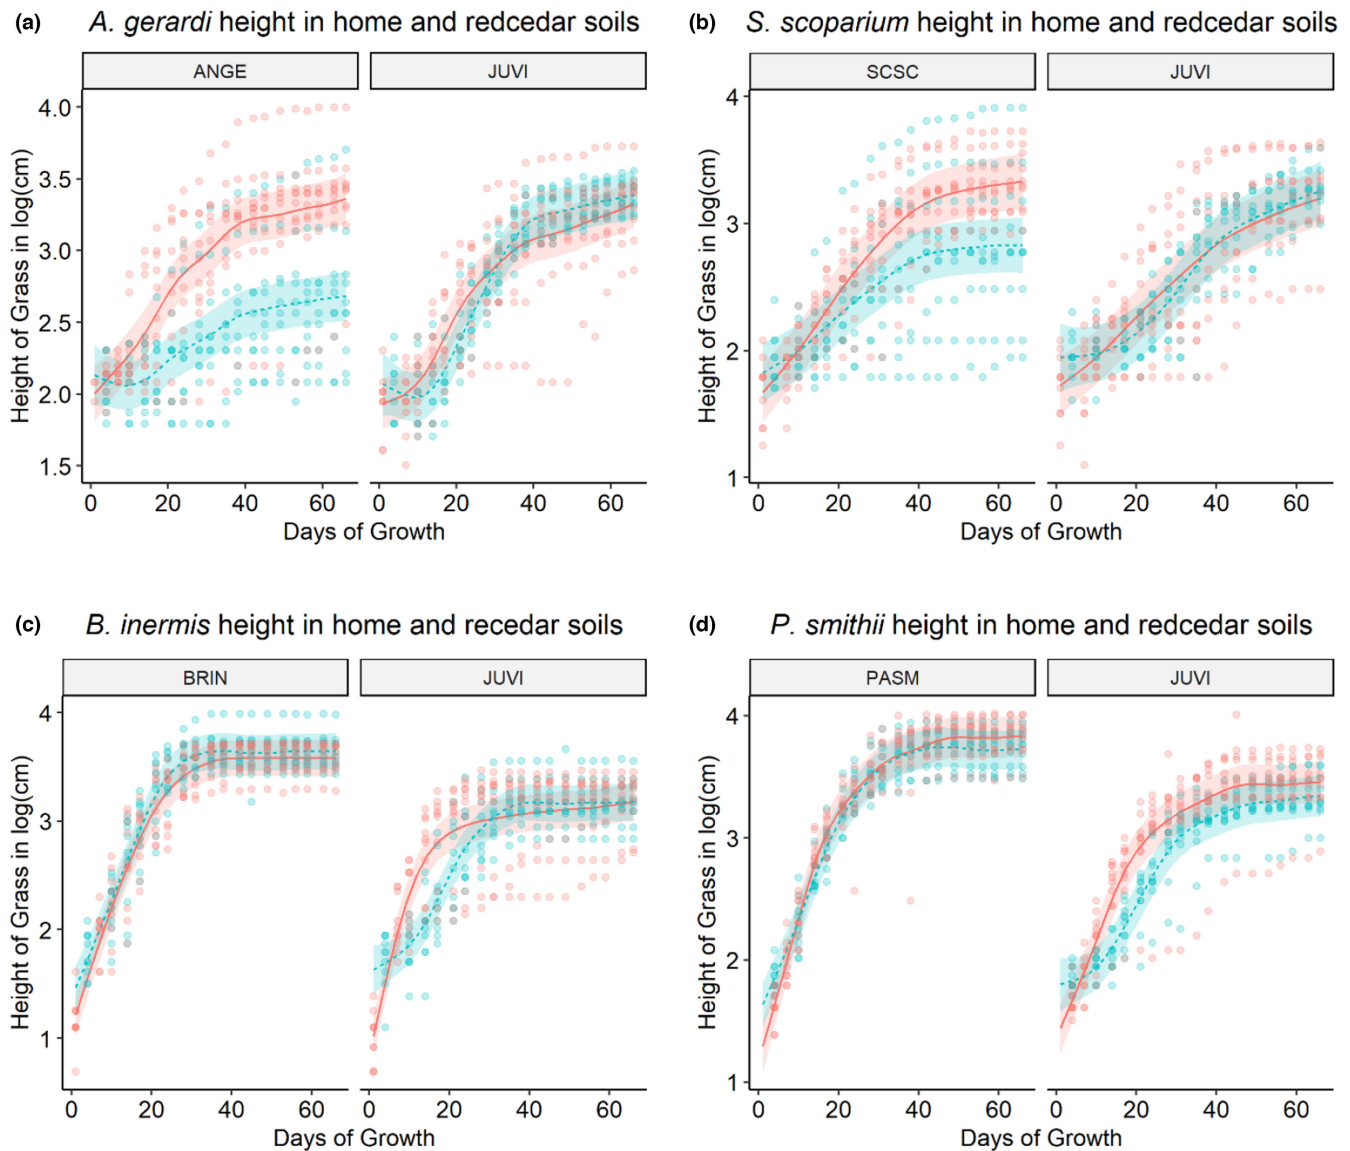 (a) A. gerardi height in home and redcedar soils
ANGE JUVI
Height of Grass in log(cm)
4.0
3.5
3.0
2.5
2.0
1.5
0 20 40 60 0 20 40 60
Days of Growth
(b) S. scoparium height in home and redcedar soils
SCSC JUVI
Height of Grass in log(cm)
4
3
2
1
0 20 40 60 0 20 40 60
Days of Growth
(c) B. inermis height in home and recedar soils
BRIN JUVI
Height of Grass in log(cm)
4
3
2
1
0 20 40 60 0 20 40 60
Days of Growth
(d) P. smithii height in home and redcedar soils
PASM JUVI
Height of Grass in log(cm)
4
3
2
1
0 20 40 60 0 20 40 60
Days of Growth